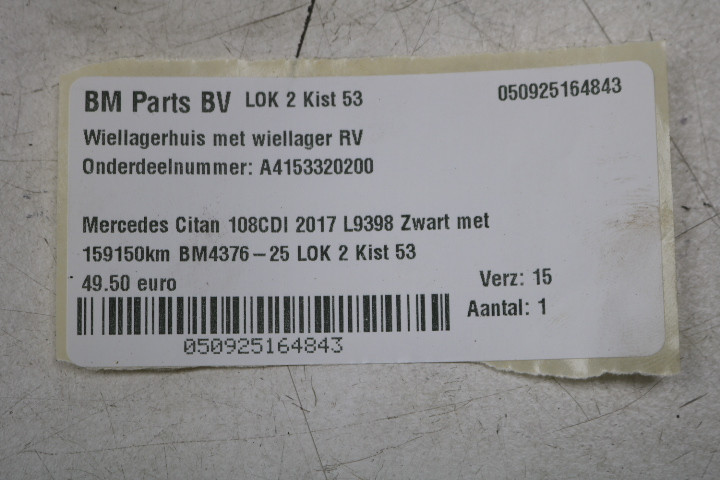 BM Parts BV LOK 2 Kist 53 050925164843
Wiellagerhuis met wiellager RV
Onderdeelnummer: A4153320200
Mercedes Citan 108CDI 2017 L9398 Zwart met
159150km BM4376-25 LOK 2 Kist 53
49.50 euro Verz: 15
Aantal: 1
050925164843